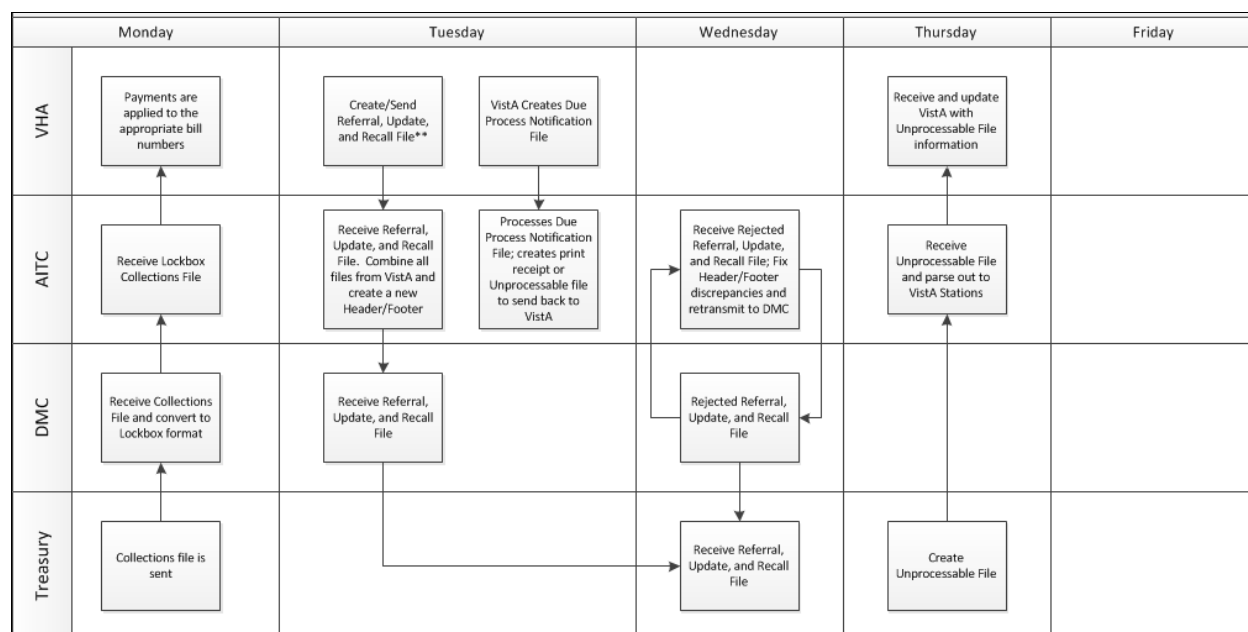 Monday
Tuesday
Wednesday
Thursday
Friday
VHA
Payments are
applied to the
appropriate bill
numbers
Create/Send
Referral, Update,
and Recall File**
VistA Creates Due
Process Notification
File
Receive and update
VistA with
Unprocessable File
information
AITC
Receive Lockbox
Collections File
Receive Referral,
Update, and Recall
File. Combine all
files from VistA and
create a new
Header/Footer
Processes Due
Process Notification
File; creates print
receipt or
Unprocessable file
to send back to
VistA
Receive Rejected
Referral, Update,
and Recall File; Fix
Header/Footer
discrepancies and
retransmit to DMC
Receive
Unprocessable File
and parse out to
VistA Stations
DMC
Receive Collections
File and convert to
Lockbox format
Receive Referral,
Update, and Recall
File
Rejected Referral,
Update, and Recall
File
Treasury
Collections file is
sent
Receive Referral,
Update, and Recall
File
Create
Unprocessable File